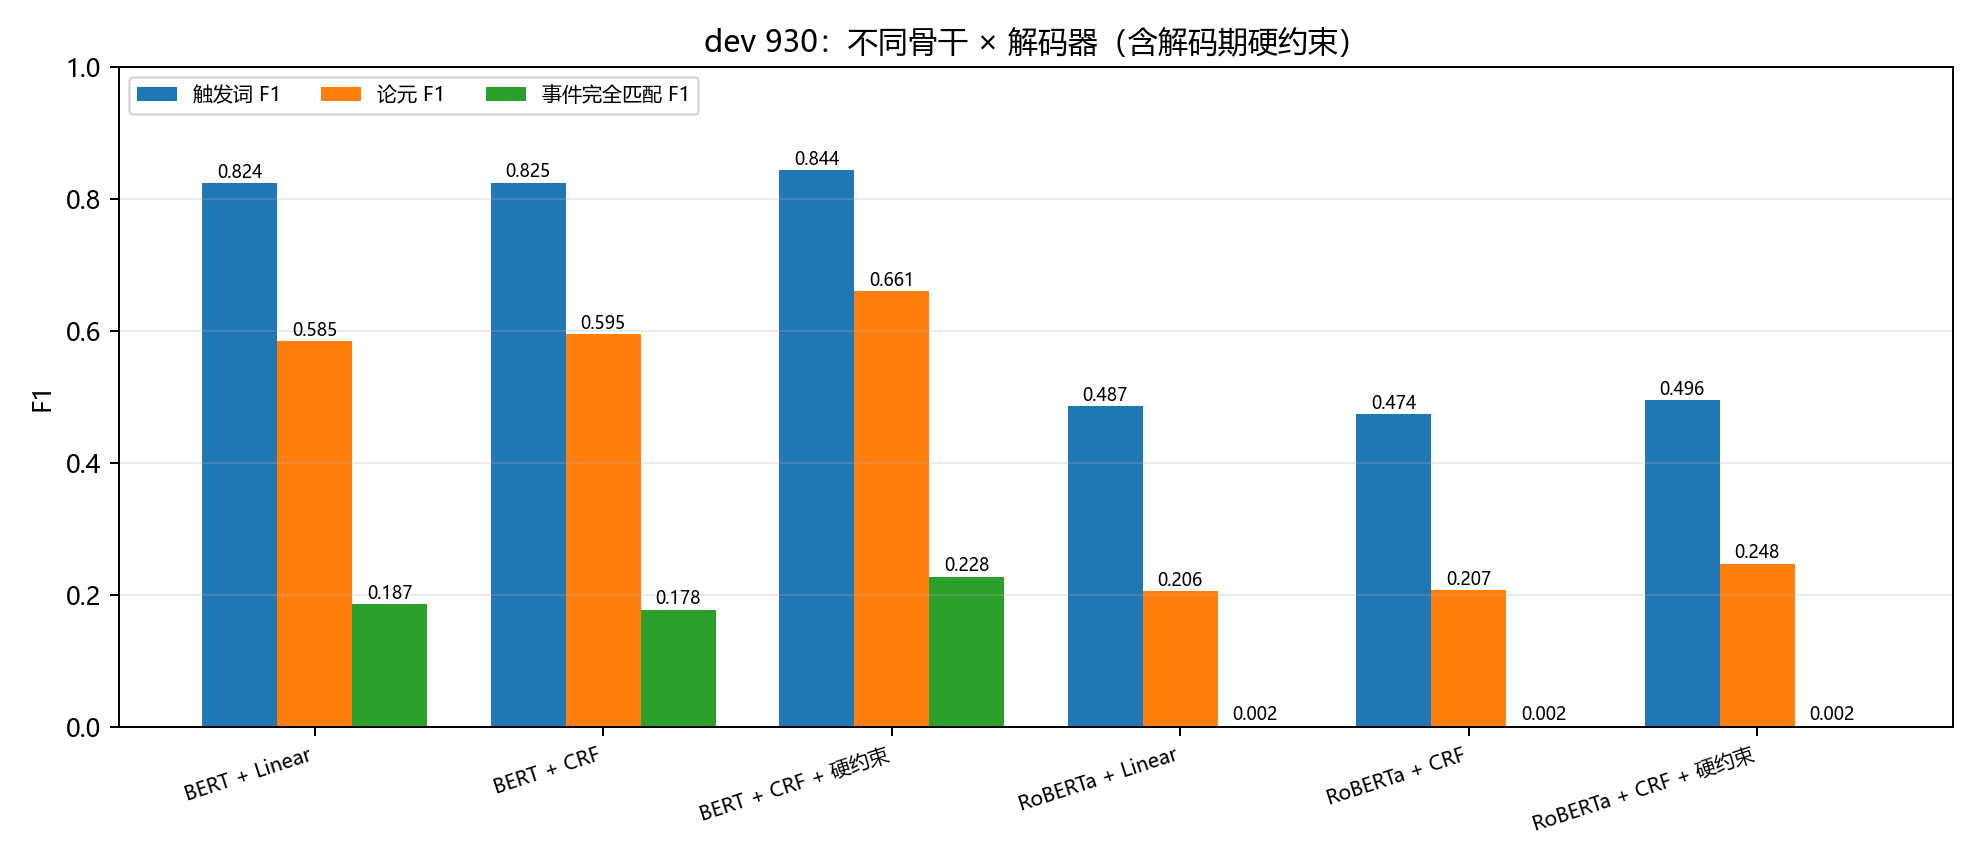 dev 930：不同骨干 × 解码器（含解码期硬约束）
触发词 F1 论元 F1 事件完全匹配 F1
F1
1.0
0.8
0.6
0.4
0.2
0.0
0.824
0.585
0.187
0.825
0.595
0.178
0.844
0.661
0.228
0.487
0.206
0.002
0.474
0.207
0.002
0.496
0.248
0.002
BERT + Linear
BERT + CRF
BERT + CRF + 硬约束
RoBERTa + Linear
RoBERTa + CRF
RoBERTa + CRF + 硬约束